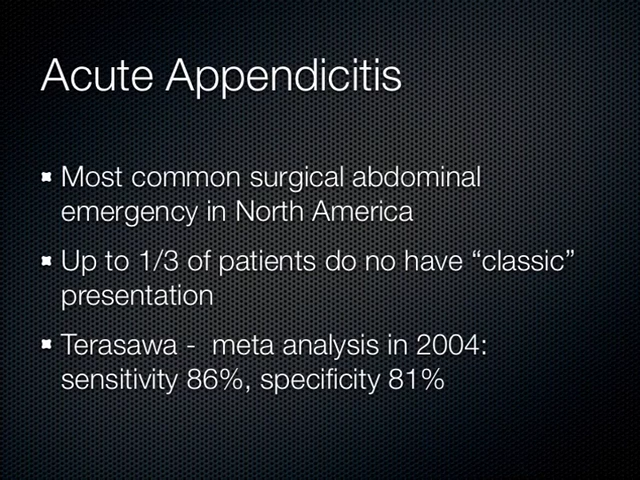 Acute Appendicitis
Most common surgical abdominal
emergency in North America
Up to 1/3 of patients do no have “classic”
presentation
Terasawa -  meta analysis in 2004:
sensitivity 86%, specificity 81%